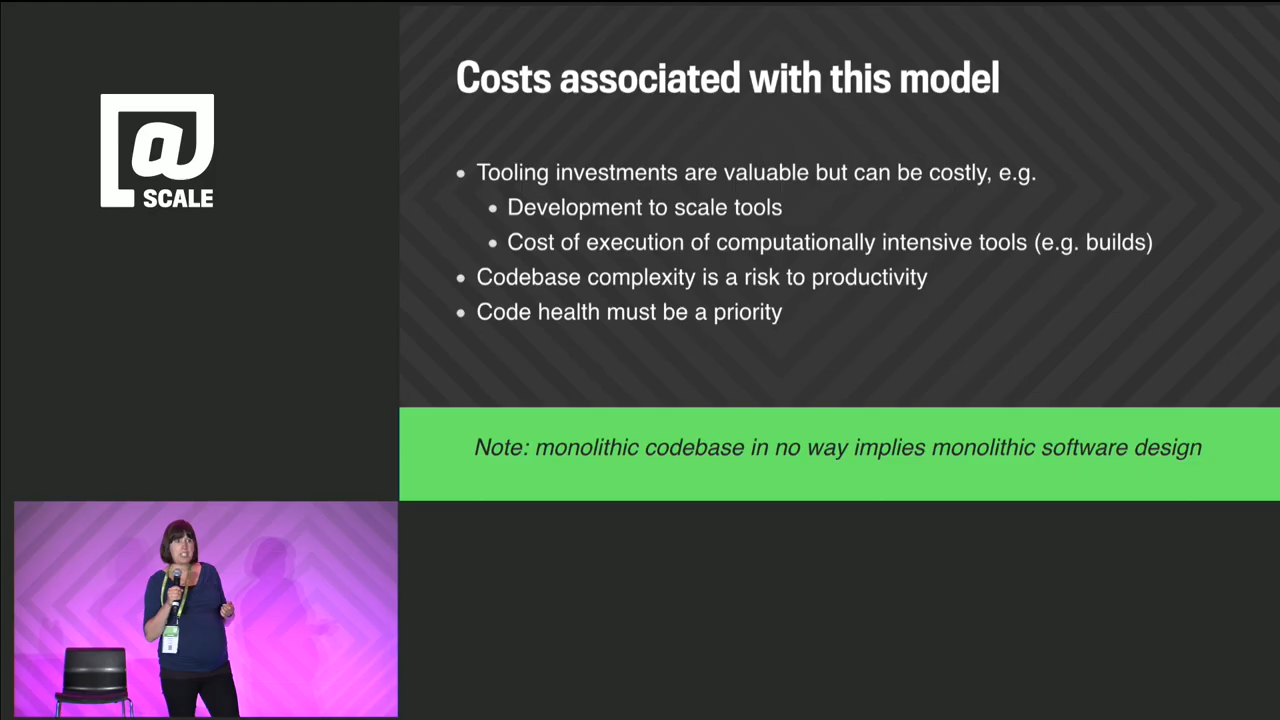 @
SCALE
Costs associated with this model
• Tooling investments are valuable but can be costly, e.g.
• Development to scale tools
• Cost of execution of computationally intensive tools (e.g. builds)
• Codebase complexity is a risk to productivity
• Code health must be a priority
Note: monolithic codebase in no way implies monolithic software design